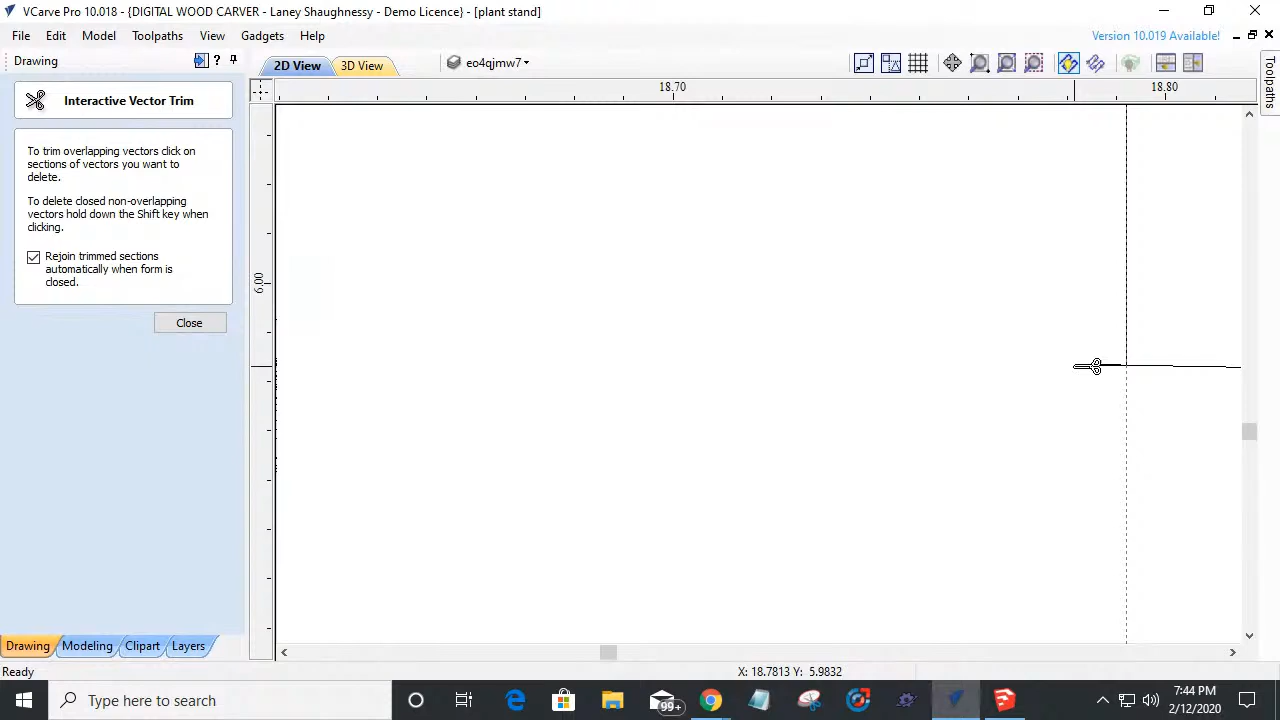 VCarve Pro 10.018 - {DIGITAL WOOD CARVER - Laney Shaughnessy - Demo Licence} - [plant stand]
File Edit Model Toolpaths View Gadgets Help Version 10.019 Available!
Drawing ? 2D View 3D View eo4qjmw7
18.70 18.80
Toolpaths
Interactive Vector Trim
To trim overlapping vectors click on
sections of vectors you want to
delete.
To delete closed non-overlapping
vectors hold down the Shift key when
clicking.
Rejoin trimmed sections
automatically when form is
closed.
6.00
Close
Drawing Modeling Clipart Layers
Ready X: 18.7813 Y: 5.9832
Type here to search
99+
7:44 PM
2/12/2020